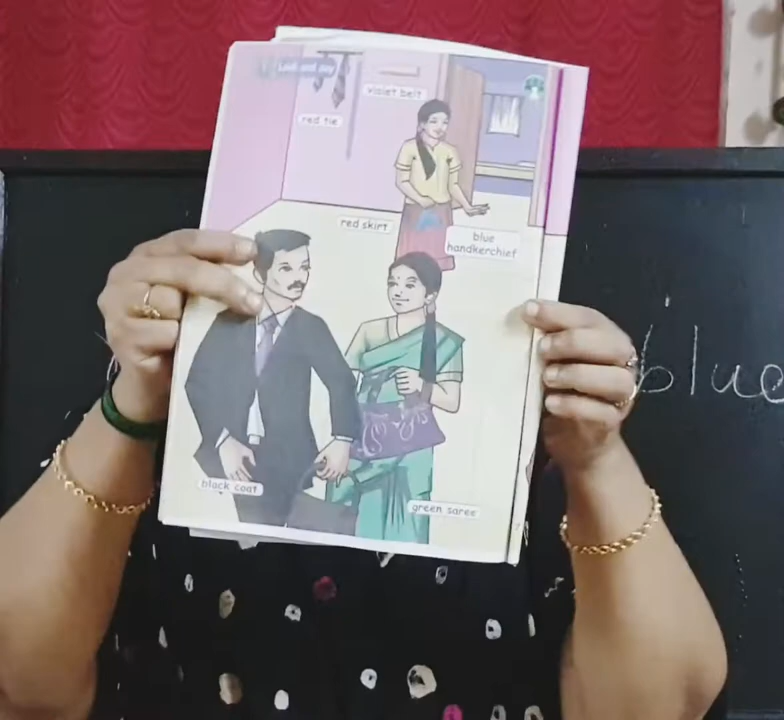 Look and say
violet belt
red tie
red skirt
blue
handkerchief
blue
black coat
green saree